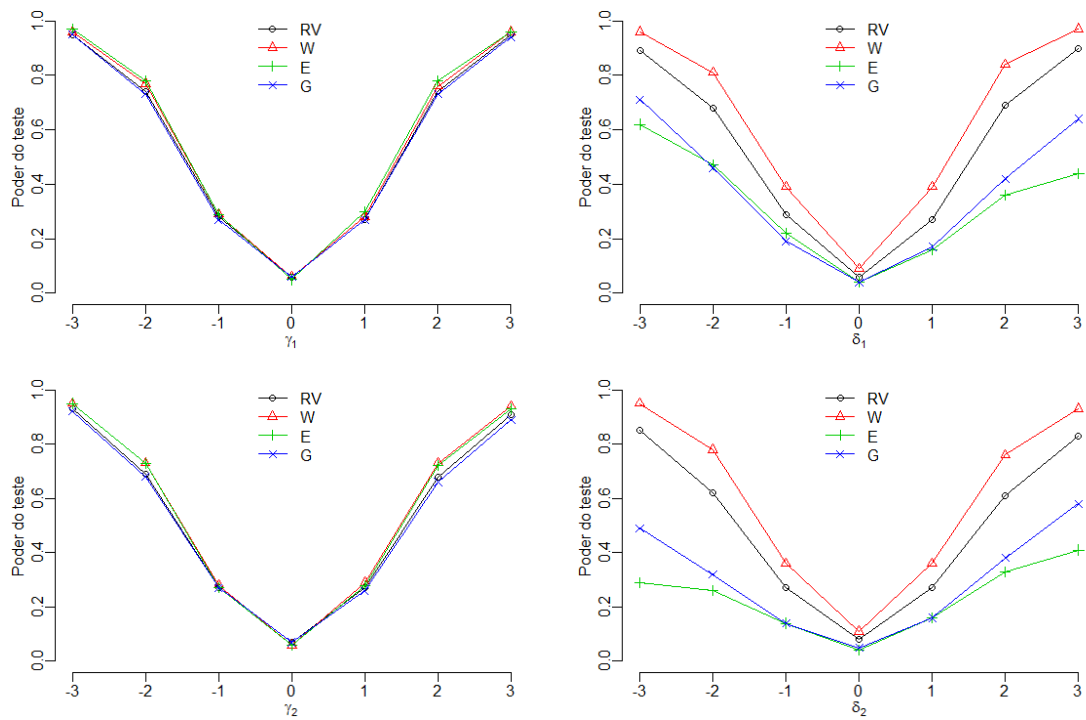 1.0
0.8
0.6
0.4
0.2
0.0
Poder do teste
RV
W
E
G
-3 -2 -1 0 1 2 3
γ1
1.0
0.8
0.6
0.4
0.2
0.0
Poder do teste
RV
W
E
G
-3 -2 -1 0 1 2 3
δ1
1.0
0.8
0.6
0.4
0.2
0.0
Poder do teste
RV
W
E
G
-3 -2 -1 0 1 2 3
γ2
1.0
0.8
0.6
0.4
0.2
0.0
Poder do teste
RV
W
E
G
-3 -2 -1 0 1 2 3
δ2